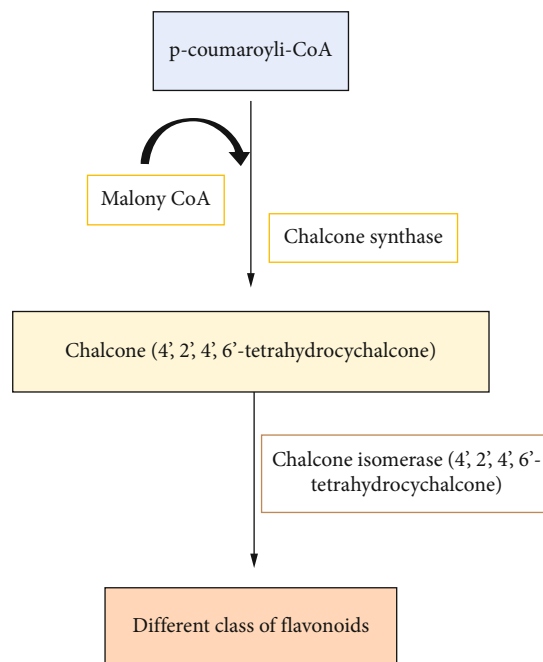 p-coumaroyli-CoA
Malony CoA
Chalcone synthase
Chalcone (4’, 2’, 4’, 6’-tetrahydrocychalcone)
Chalcone isomerase (4’, 2’, 4’, 6’-
tetrahydrocychalcone)
Different class of flavonoids